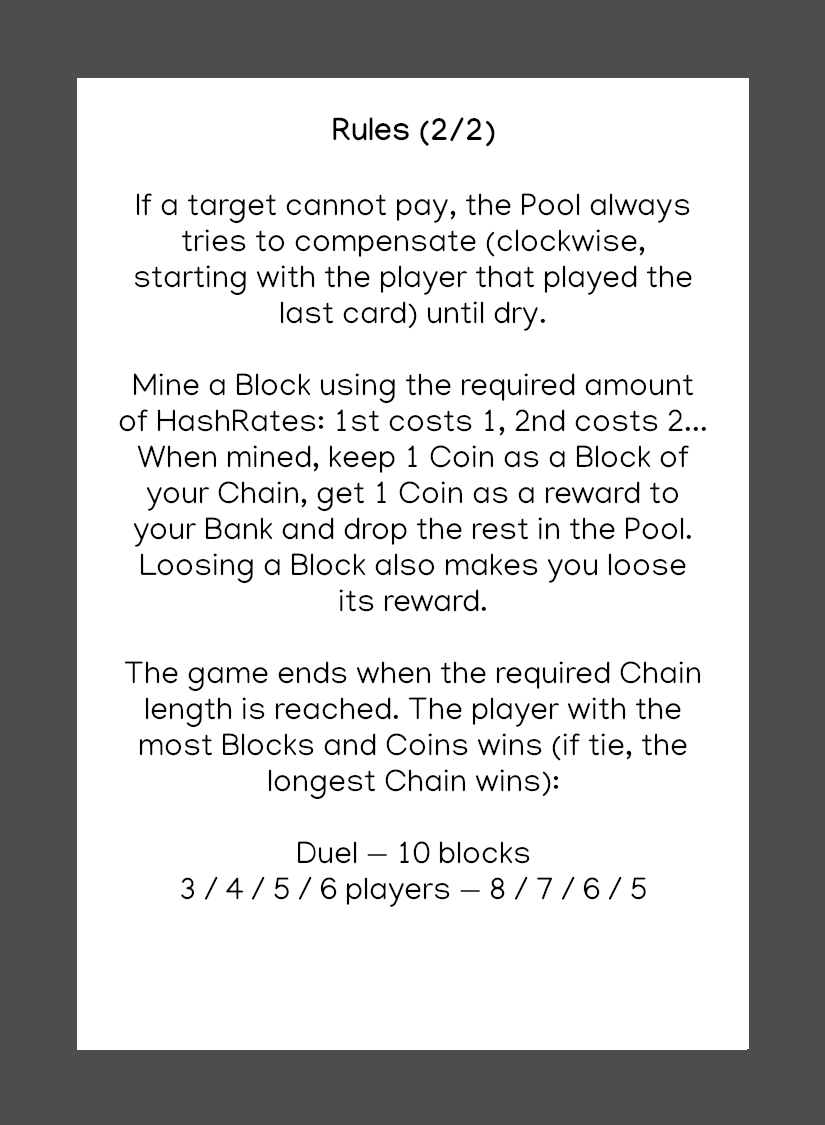 Rules (2/2)
If a target cannot pay, the Pool always
tries to compensate (clockwise,
starting with the player that played the
last card) until dry.
Mine a Block using the required amount
of HashRates: 1st costs 1, 2nd costs 2...
When mined, keep 1 Coin as a Block of
your Chain, get 1 Coin as a reward to
your Bank and drop the rest in the Pool.
Loosing a Block also makes you loose
its reward.
The game ends when the required Chain
length is reached. The player with the
most Blocks and Coins wins (if tie, the
longest Chain wins):
Duel – 10 blocks
3 / 4 / 5 / 6 players – 8 / 7 / 6 / 5